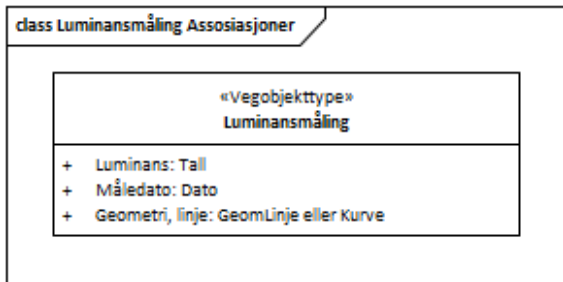 class Luminansmåling Assosiasjoner
«Vegobjekttype»
Luminansmåling
+ Luminans: Tall
+ Måledato: Dato
+ Geometri, linje: GeomLinje eller Kurve